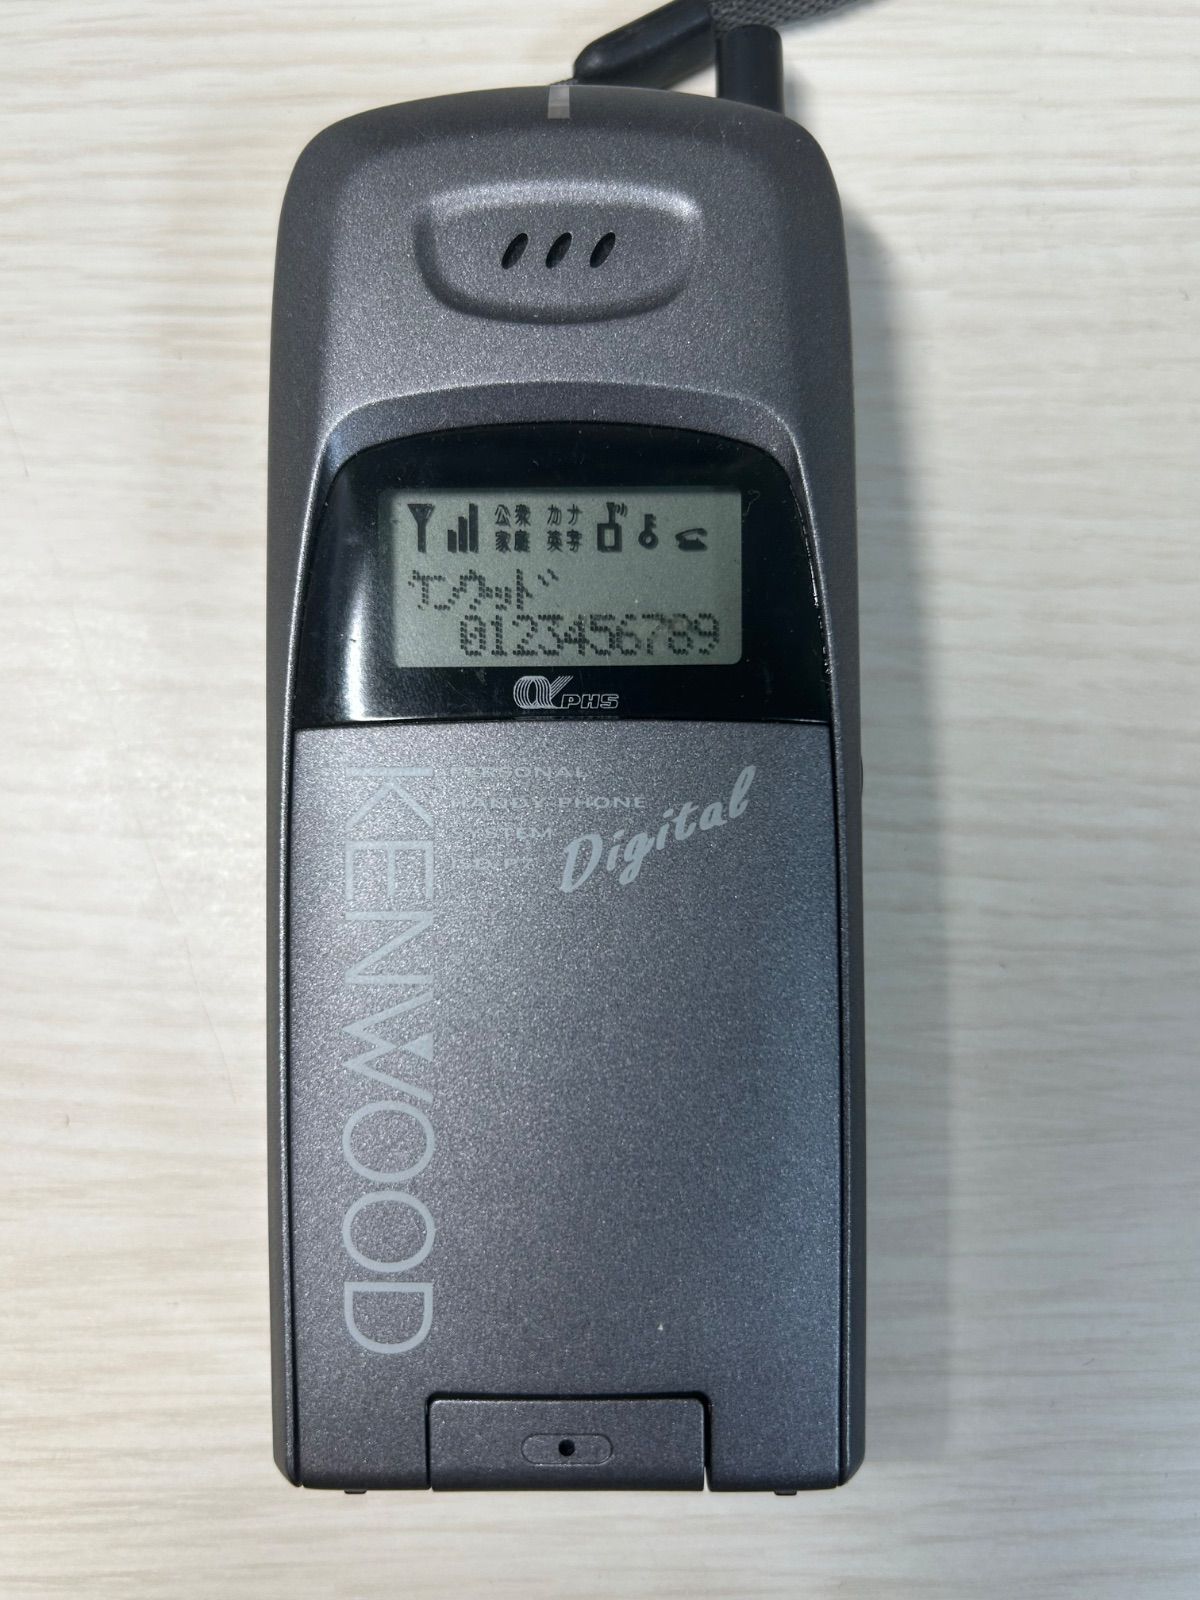 公衆 カナ
家庭 英字
ｹﾝｳｯﾄﾞ
0123456789
αPHS
PERSONAL
HANDY-PHONE
SYSTEM
Digital
KENWOOD